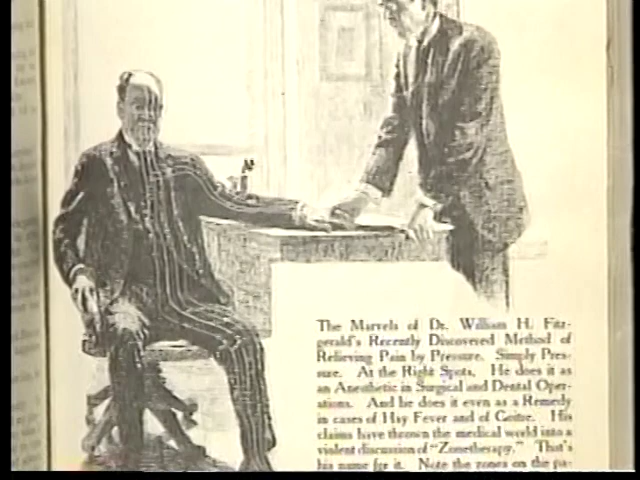 The Marvels of Dr. William H. Fitz-
gerald's Recently Discovered Method of
Relieving Pain by Pressure. Simply Pres-
sure. At the Right Spots. He does it as
an Anesthetic in Surgical and Dental Oper-
ations. And he does it even as a Remedy
in cases of Hay Fever and of Goitre. His
claims have thrown the medical world into a
violent discussion of "Zonetherapy." That's
his name for it. Note the zones on the pa-